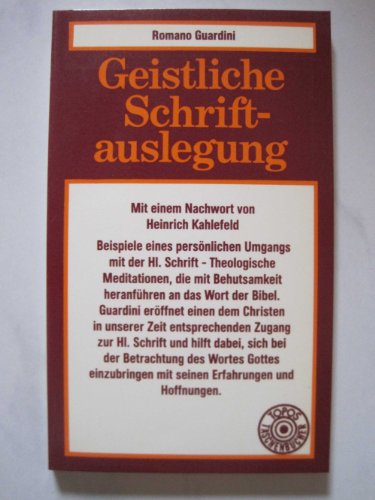 Romano Guardini
Geistliche
Schrift-
auslegung
Mit einem Nachwort von
Heinrich Kahlefeld
Beispiele eines persönlichen Umgangs
mit der Hl. Schrift - Theologische
Meditationen, die mit Behutsamkeit
heranführen an das Wort der Bibel.
Guardini eröffnet einen dem Christen
in unserer Zeit entsprechenden Zugang
zur Hl. Schrift und hilft dabei, sich bei
der Betrachtung des Wortes Gottes
einzubringen mit seinen Erfahrungen und
Hoffnungen.
TOPOS
TASCHENBÜCHER